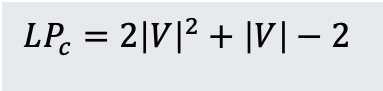 LP_c = 2|V|² + |V| − 2